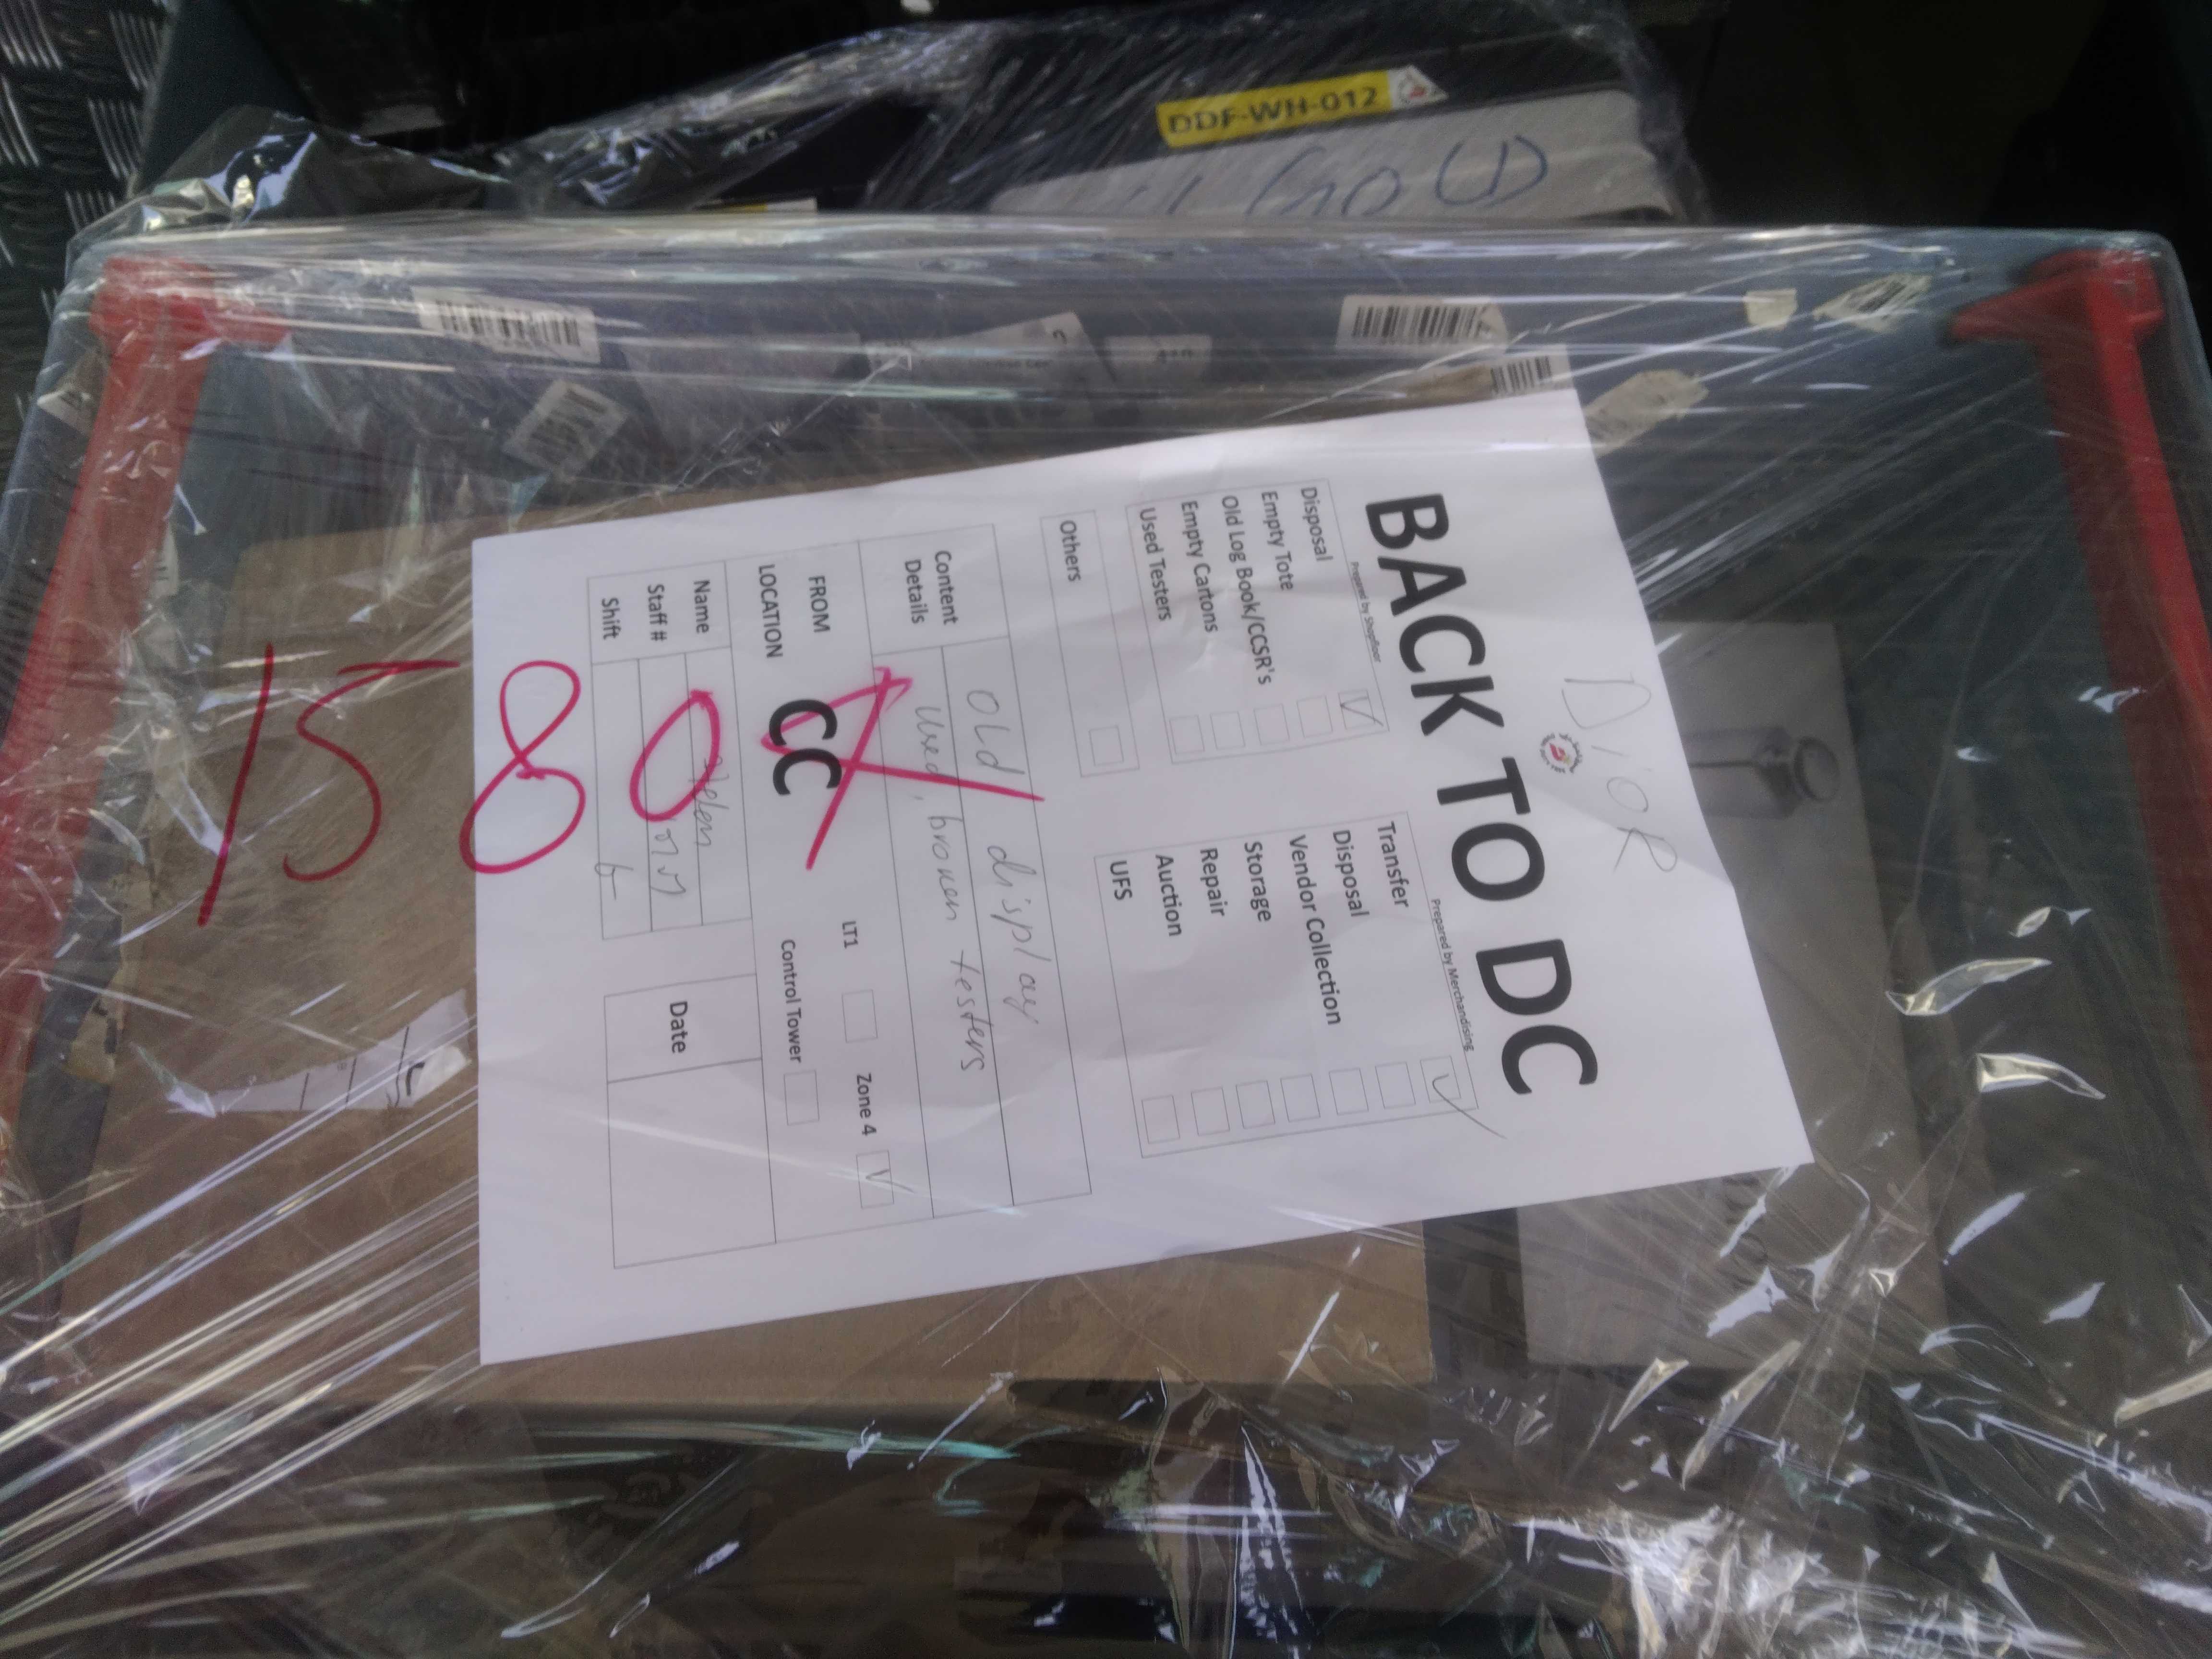 DDF-WH-012
DIOR
BACK TO DC
Prepared by Shopfloor
Disposal
Empty Tote
Old Log Book/CCSR's
Empty Cartons
Used Testers
Others
Prepared by Merchandising
Transfer
Disposal
Vendor Collection
Storage
Repair
Auction
UFS
Content Details
Old display
Used, broken testers
FROM LOCATION
CC
LT1
Zone 4
Control Tower
Name
Staff #
Shift
Date